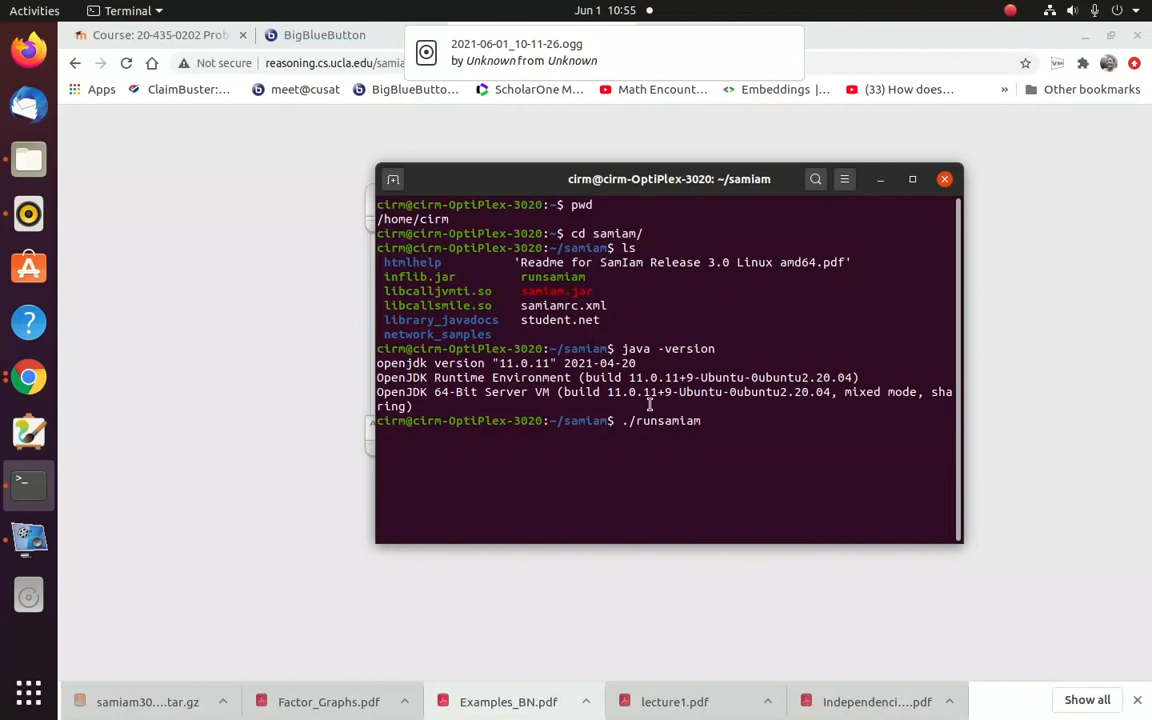 Activities
Terminal
Jun 1 10:55
Course: 20-435-0202 Prob
BigBlueButton
2021-06-01_10-11-26.ogg
by Unknown from Unknown
Not secure
reasoning.cs.ucla.edu/samia
Apps
ClaimBuster:...
meet@cusat
BigBlueButto...
ScholarOne M...
Math Encount...
Embeddings |...
(33) How does...
»
Other bookmarks
cirm@cirm-OptiPlex-3020: ~/samiam
cirm@cirm-OptiPlex-3020:~$ pwd
/home/cirm
cirm@cirm-OptiPlex-3020:~$ cd samiam/
cirm@cirm-OptiPlex-3020:~/samiam$ ls
htmlhelp 'Readme for SamIam Release 3.0 Linux amd64.pdf'
inflib.jar runsamiam
libcalljvmti.so samiam.jar
libcallsmile.so samiamrc.xml
library_javadocs student.net
network_samples
cirm@cirm-OptiPlex-3020:~/samiam$ java -version
openjdk version "11.0.11" 2021-04-20
OpenJDK Runtime Environment (build 11.0.11+9-Ubuntu-0ubuntu2.20.04)
OpenJDK 64-Bit Server VM (build 11.0.11+9-Ubuntu-0ubuntu2.20.04, mixed mode, sha
ring)
cirm@cirm-OptiPlex-3020:~/samiam$ ./runsamiam
samiam30....tar.gz
Factor_Graphs.pdf
Examples_BN.pdf
lecture1.pdf
Independenci....pdf
Show all